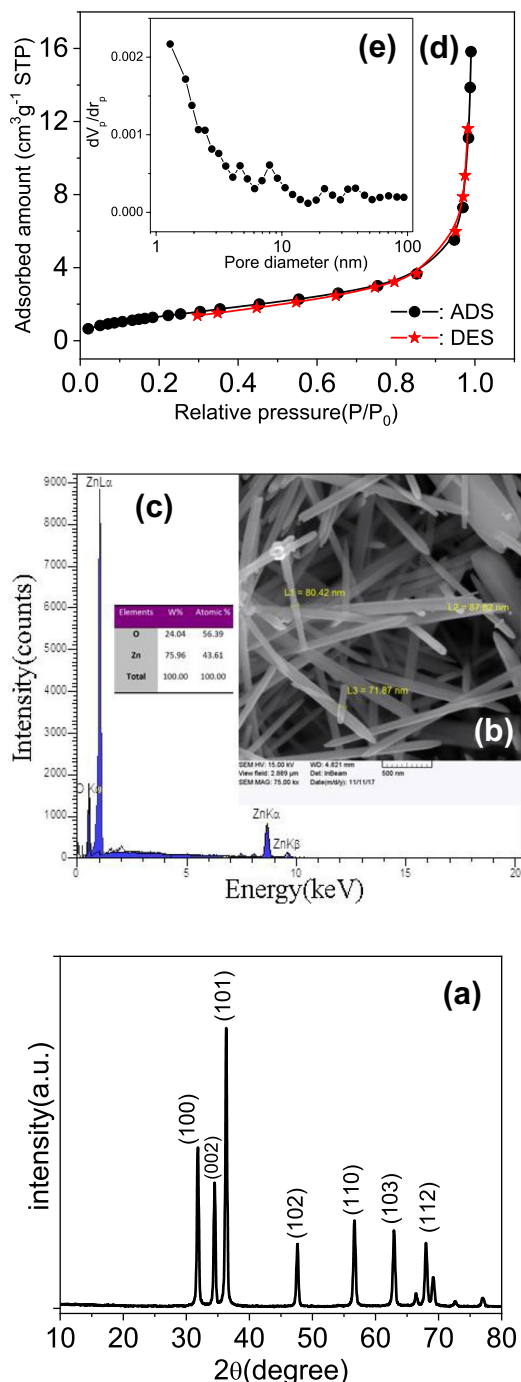 (e)
(d)
Adsorbed amount (cm³g⁻¹ STP)
16
12
8
4
0
dVₚ/drₚ
0.002
0.001
0.000
1
10
100
Pore diameter (nm)
: ADS
: DES
0.0
0.2
0.4
0.6
0.8
1.0
Relative pressure(P/P₀)
Intensity(counts)
9000
8000
7000
6000
5000
4000
3000
2000
1000
0
ZnLα
(c)
Elements W% Atomic %
O 24.04 56.39
Zn 75.96 43.61
Total 100.00 100.00
L1 = 80.42 nm
L2 = 87.62 nm
L3 = 71.87 nm
(b)
SEM HV: 15.00 kV WD: 4.821 mm
View field: 2.889 µm Det: InBeam
SEM MAG: 75.00 kx Date(m/d/y): 11/11/17
500 nm
O Kα
ZnKα
ZnKβ
0
5
10
15
20
Energy(keV)
(a)
intensity(a.u.)
(100)
(002)
(101)
(102)
(110)
(103)
(112)
10
20
30
40
50
60
70
80
2θ(degree)